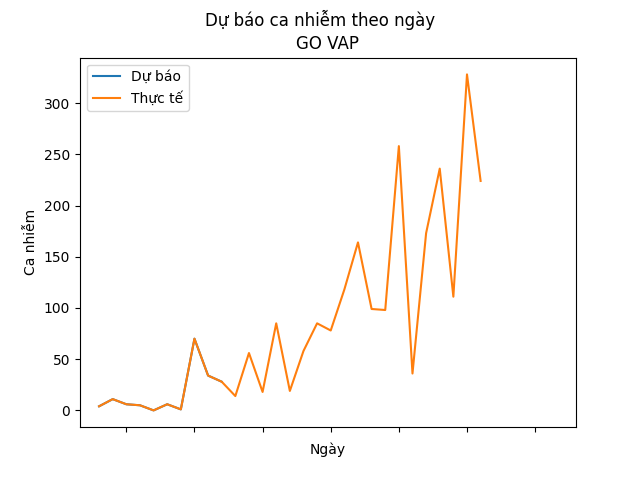 Dự báo ca nhiễm theo ngày
GO VAP
Dự báo
Thực tế
300
250
200
150
100
50
0
Ca nhiễm
Ngày